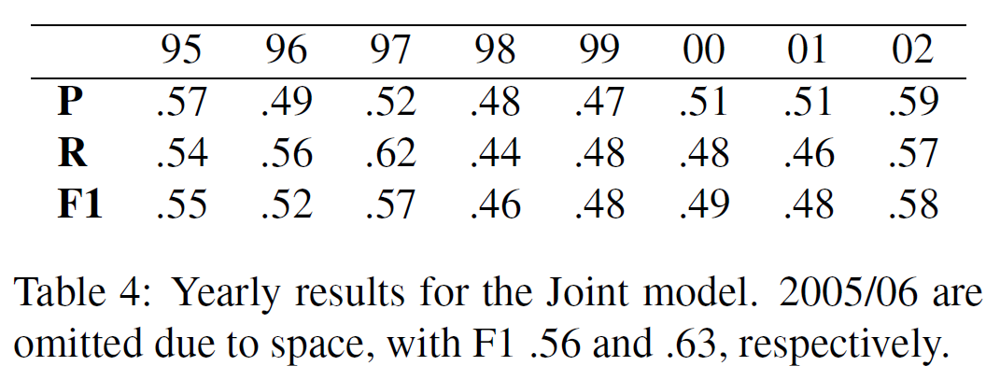 95 96 97 98 99 00 01 02
P .57 .49 .52 .48 .47 .51 .51 .59
R .54 .56 .62 .44 .48 .48 .46 .57
F1 .55 .52 .57 .46 .48 .49 .48 .58
Table 4: Yearly results for the Joint model. 2005/06 are
omitted due to space, with F1 .56 and .63, respectively.